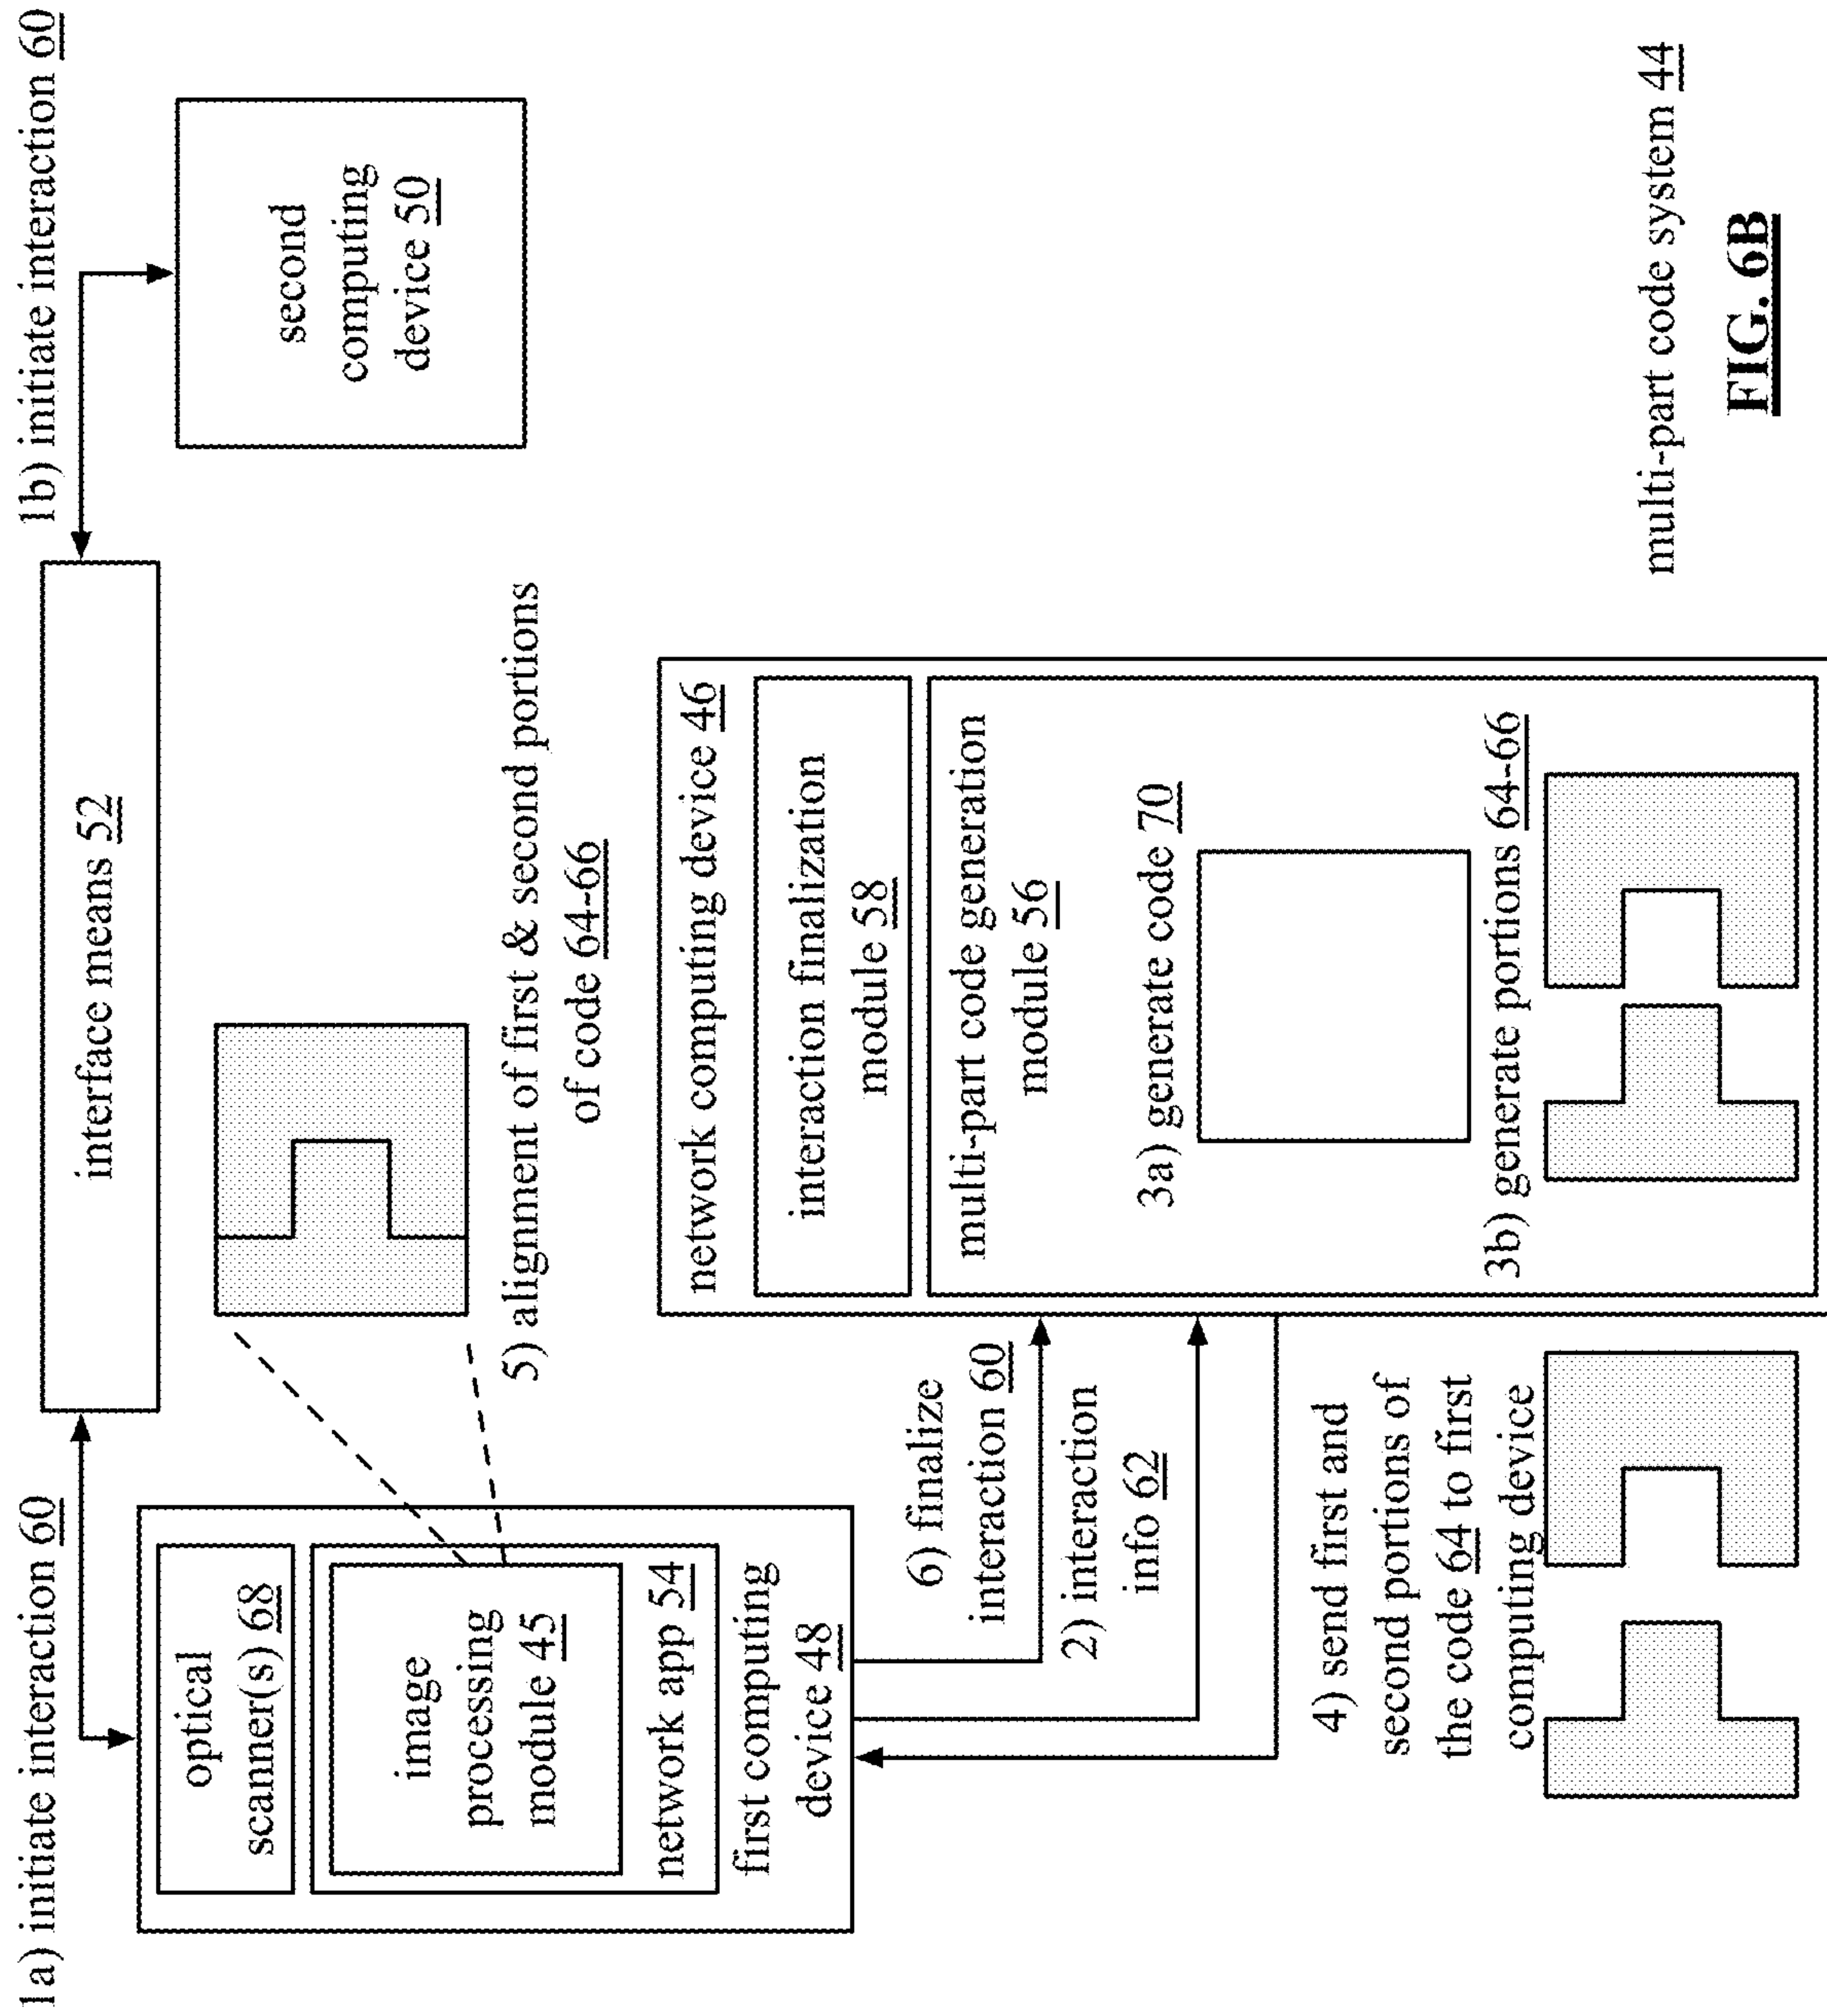 1a) initiate interaction 60
1b) initiate interaction 60
interface means 52
optical
scanner(s) 68
image
processing
module 45
network app 54
first computing
device 48
second
computing
device 50
5) alignment of first & second portions
of code 64-66
6) finalize
interaction 60
2) interaction
info 62
4) send first and
second portions of
the code 64 to first
computing device
network computing device 46
interaction finalization
module 58
multi-part code generation
module 56
3a) generate code 70
3b) generate portions 64-66
multi-part code system 44
FIG. 6B